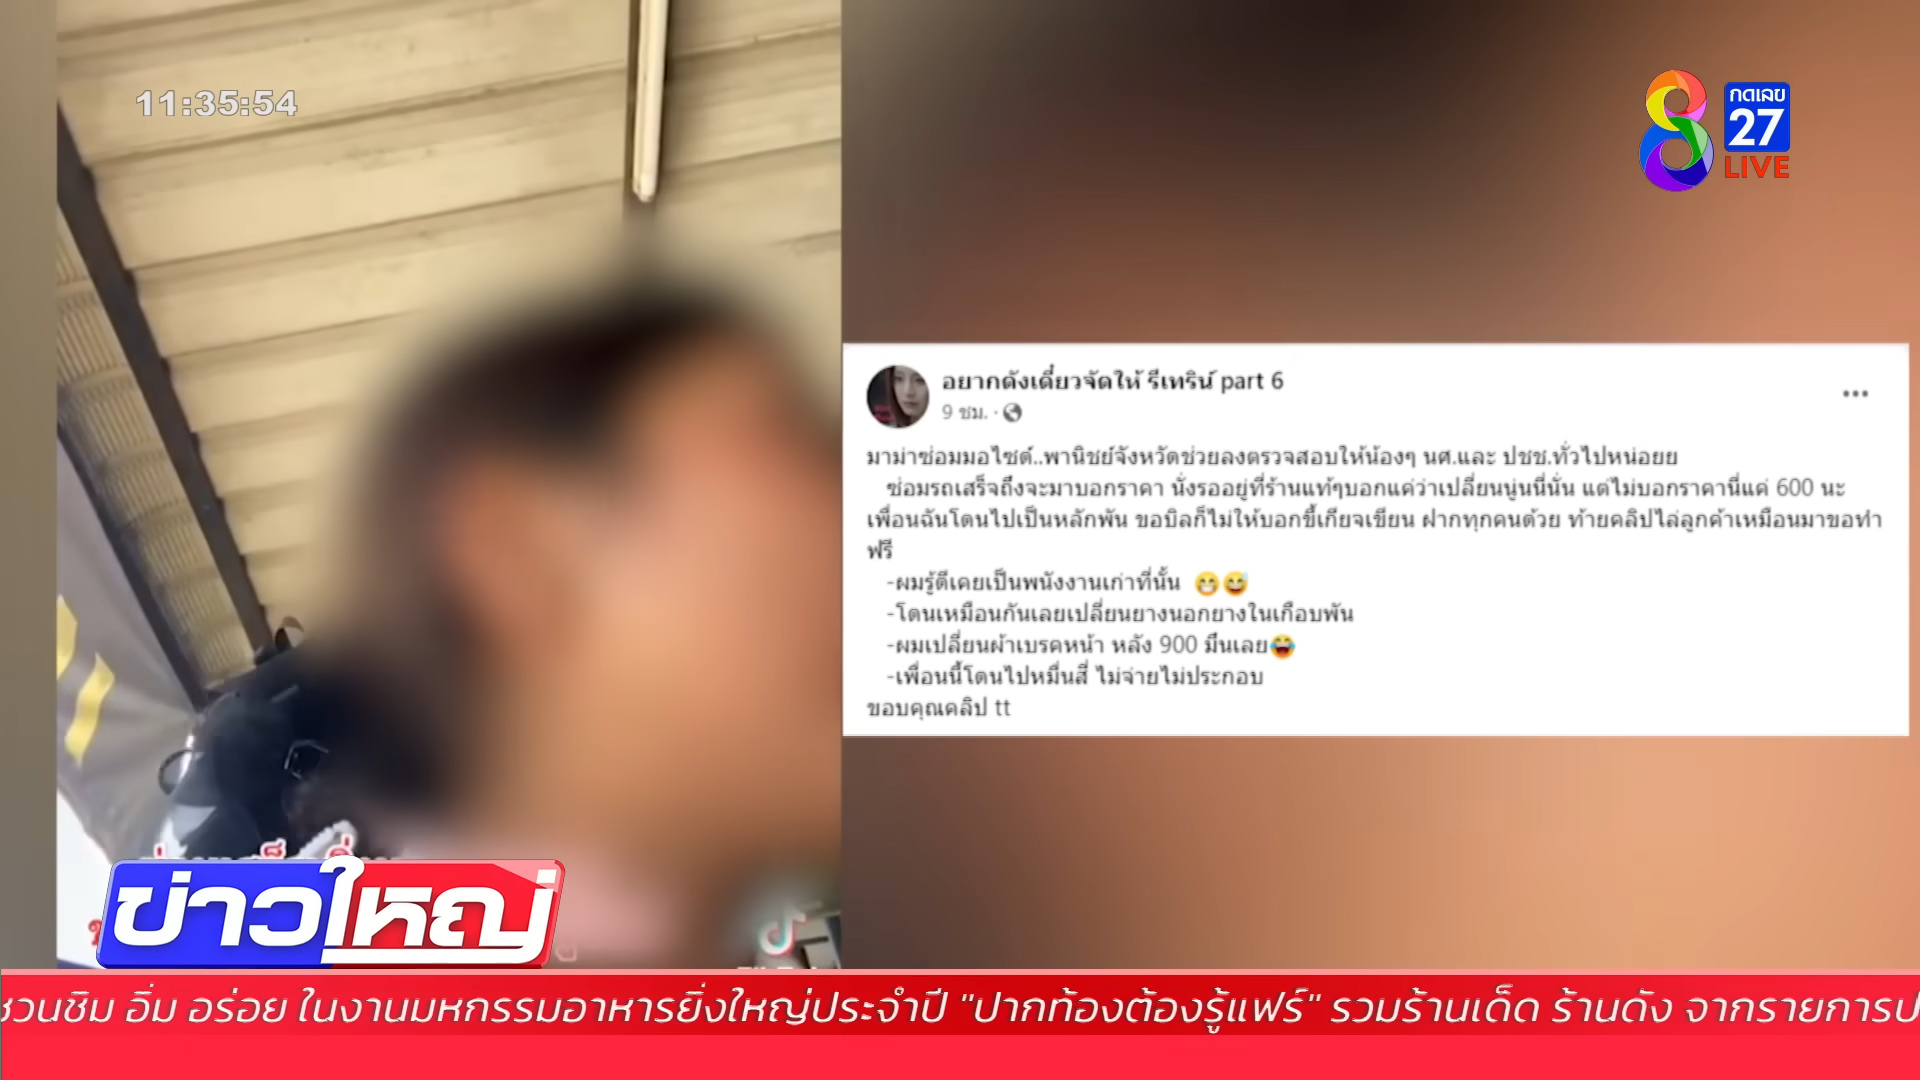 11:35:54
กดเลข
27
LIVE
อยากดังเดี๋ยวจัดให้ รีเทริน์ part 6
9 ชม. ·
มาม่าซ่อมมอไซด์..พานิชย์จังหวัดช่วยลงตรวจสอบให้น้องๆ นศ.และ ปชช.ทั่วไปหน่อยย
ซ่อมรถเสร็จถึงจะมาบอกราคา นั่งรออยู่ที่ร้านแท้ๆบอกแค่ว่าเปลี่ยนนู่นนี่นั่น แต่ไม่บอกราคานี่แค่ 600 นะ
เพื่อนฉันโดนไปเป็นหลักพัน ขอบิลก็ไม่ให้บอกขี้เกียจเขียน ฝากทุกคนด้วย ท้ายคลิปไล่ลูกค้าเหมือนมาขอทำ
ฟรี
-ผมรู้ดีเคยเป็นพนังงานเก่าที่นั้น 😁😅
-โดนเหมือนกันเลยเปลี่ยนยางนอกยางในเกือบพัน
-ผมเปลี่ยนผ้าเบรคหน้า หลัง 900 มึนเลย😂
-เพื่อนนี้โดนไปหมื่นสี่ ไม่จ่ายไม่ประกอบ
ขอบคุณคลิป tt
ข่าวใหญ่
ชวนชิม อิ่ม อร่อย ในงานมหกรรมอาหารยิ่งใหญ่ประจำปี "ปากท้องต้องรู้แฟร์" รวมร้านเด็ด ร้านดัง จากรายการป